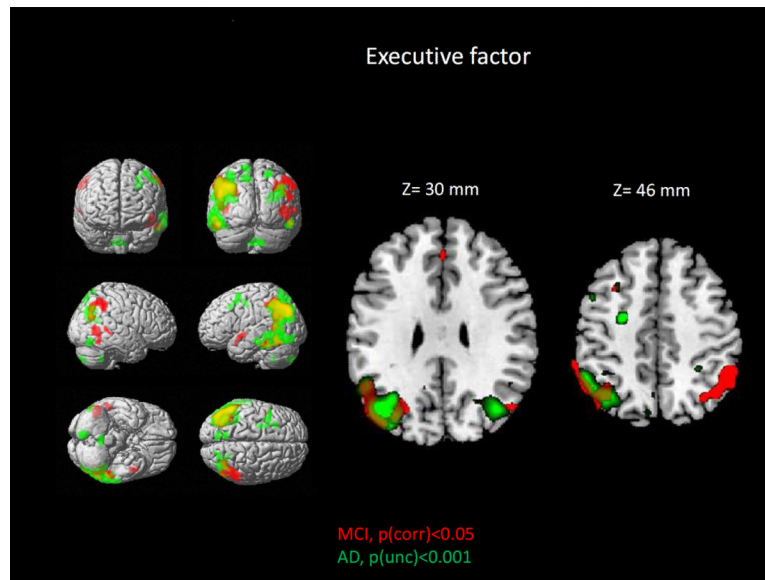 Executive factor
Z= 30 mm
Z= 46 mm
MCI, p(corr)<0.05
AD, p(unc)<0.001